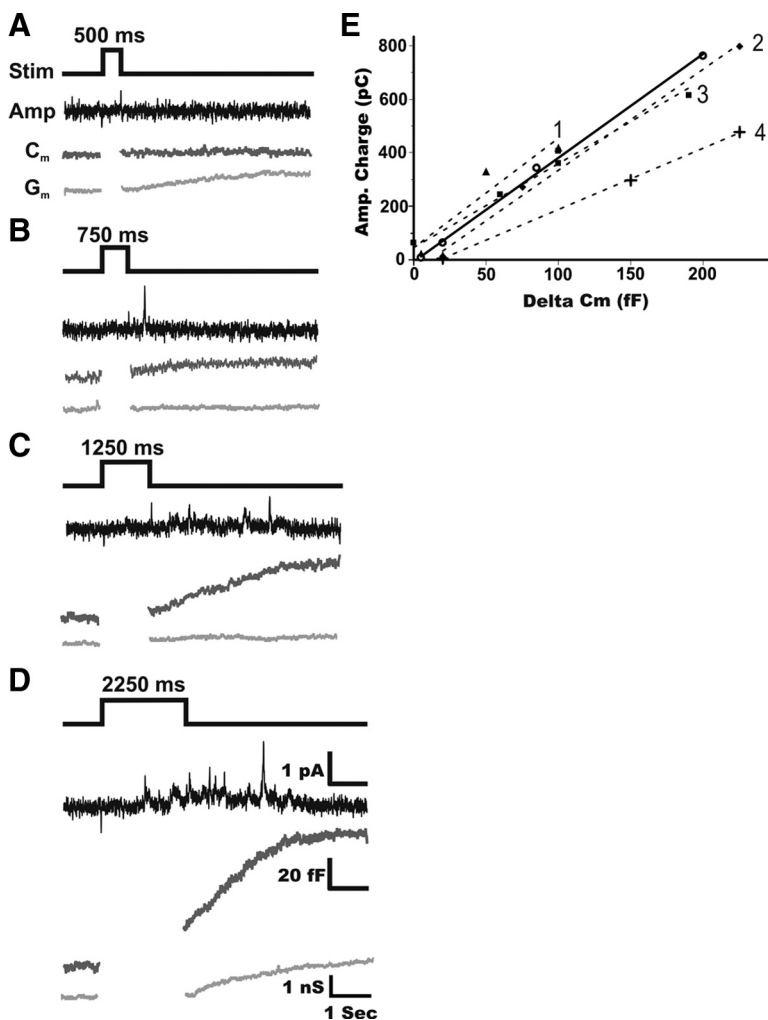 A
500 ms
Stim
Amp
Cm
Gm
B
750 ms
C
1250 ms
D
2250 ms
1 pA
20 fF
1 nS
1 Sec
E
Amp. Charge (pC)
800
600
400
200
0
0
50
100
150
200
Delta Cm (fF)
1
2
3
4